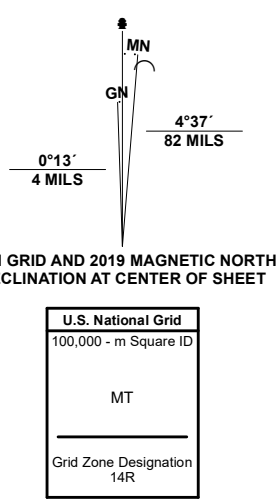 MN
GN
4°37´
82 MILS
0°13´
4 MILS
GRID AND 2019 MAGNETIC NORTH
AT CENTER OF SHEET
U.S. National Grid
100,000 - m Square ID
MT
Grid Zone Designation
14R